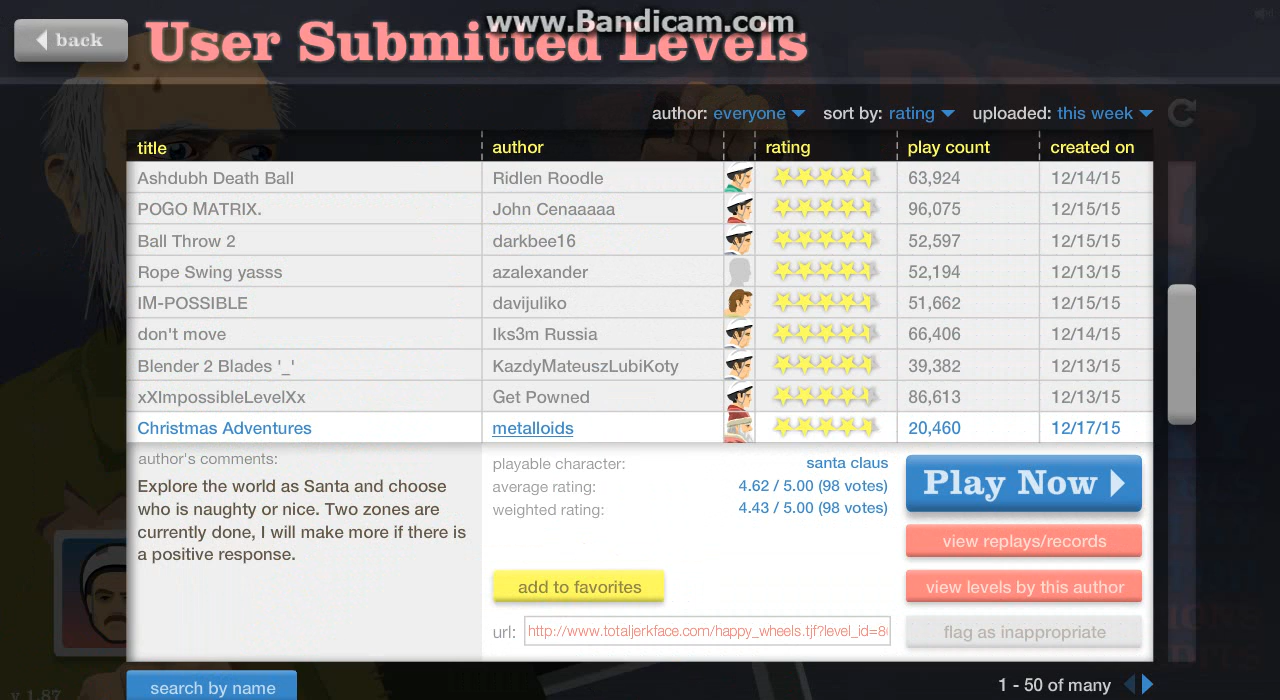 www.Bandicam.com
back
User Submitted Levels
author: everyone sort by: rating uploaded: this week
title author rating play count created on
Ashdubh Death Ball Ridlen Roodle 63,924 12/14/15
POGO MATRIX. John Cenaaaaa 96,075 12/15/15
Ball Throw 2 darkbee16 52,597 12/15/15
Rope Swing yasss azalexander 52,194 12/13/15
IM-POSSIBLE davijuliko 51,662 12/15/15
don't move Iks3m Russia 66,406 12/14/15
Blender 2 Blades '_' KazdyMateuszLubiKoty 39,382 12/13/15
xXImpossibleLevelXx Get Powned 86,613 12/13/15
Christmas Adventures metalloids 20,460 12/17/15
author's comments:
Explore the world as Santa and choose
who is naughty or nice. Two zones are
currently done, I will make more if there is
a positive response.
playable character: santa claus
average rating: 4.62 / 5.00 (98 votes)
weighted rating: 4.43 / 5.00 (98 votes)
add to favorites
url: http://www.totaljerkface.com/happy_wheels.tjf?level_id=8
Play Now
view replays/records
view levels by this author
flag as inappropriate
search by name
1 - 50 of many
v 1.87